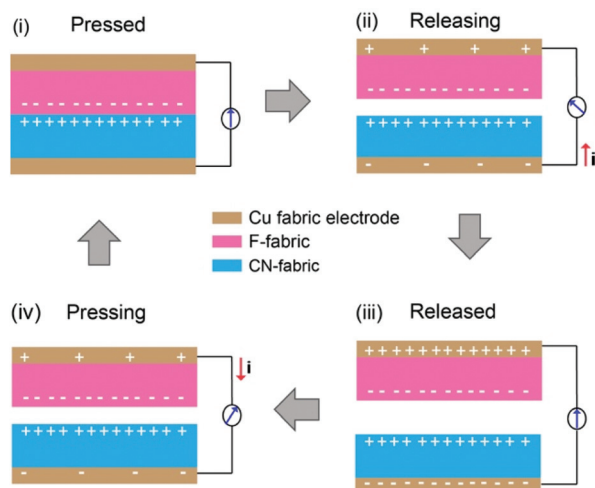 (i) Pressed
(ii) Releasing
i
Cu fabric electrode
F-fabric
CN-fabric
(iv) Pressing
i
(iii) Released